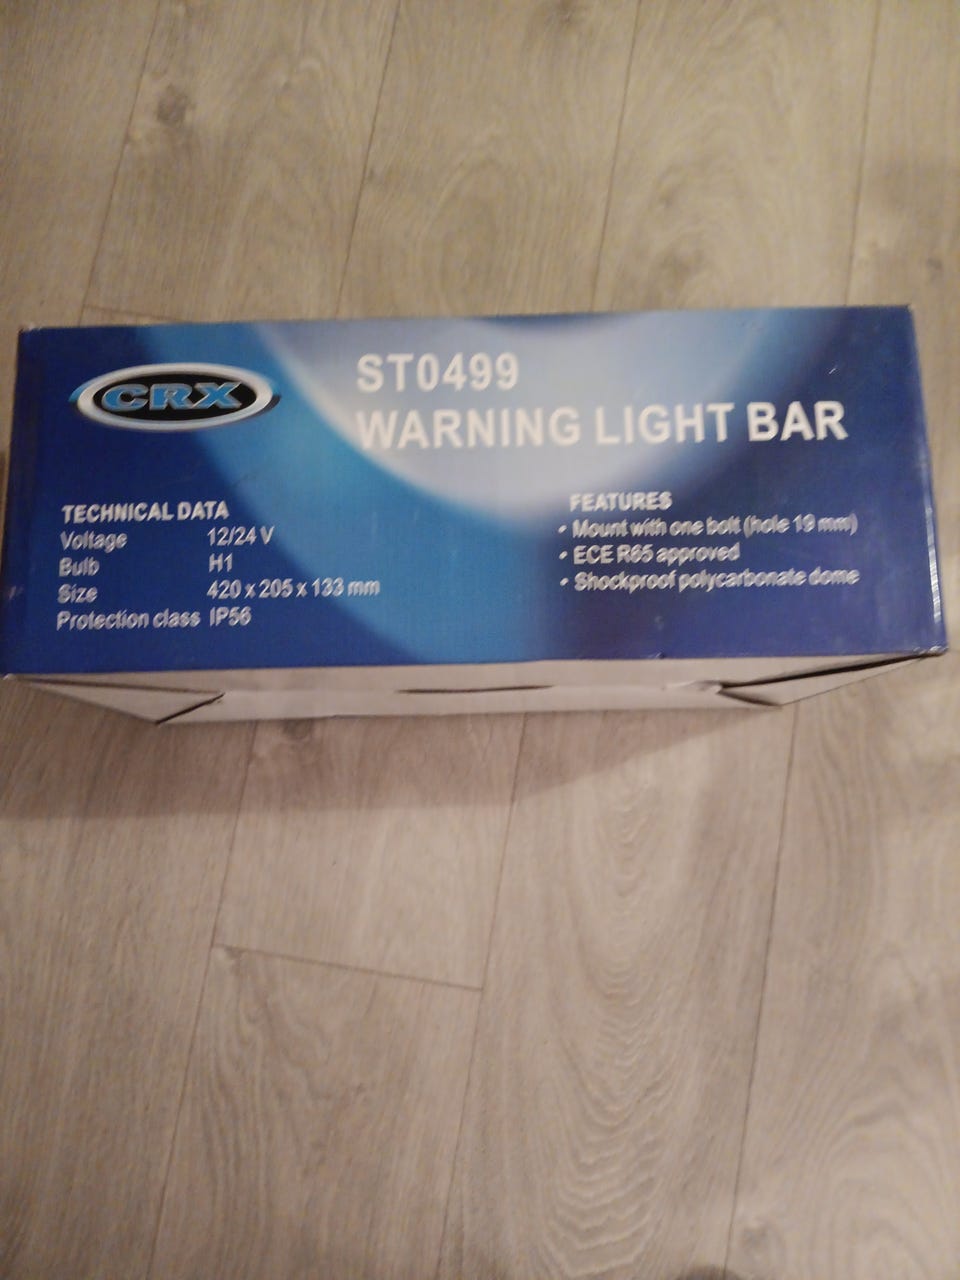 CRX
ST0499
WARNING LIGHT BAR
TECHNICAL DATA
Voltage 12/24 V
Bulb H1
Size 420 x 205 x 133 mm
Protection class IP56
FEATURES
• Mount with one bolt (hole 19 mm)
• ECE R65 approved
• Shockproof polycarbonate dome